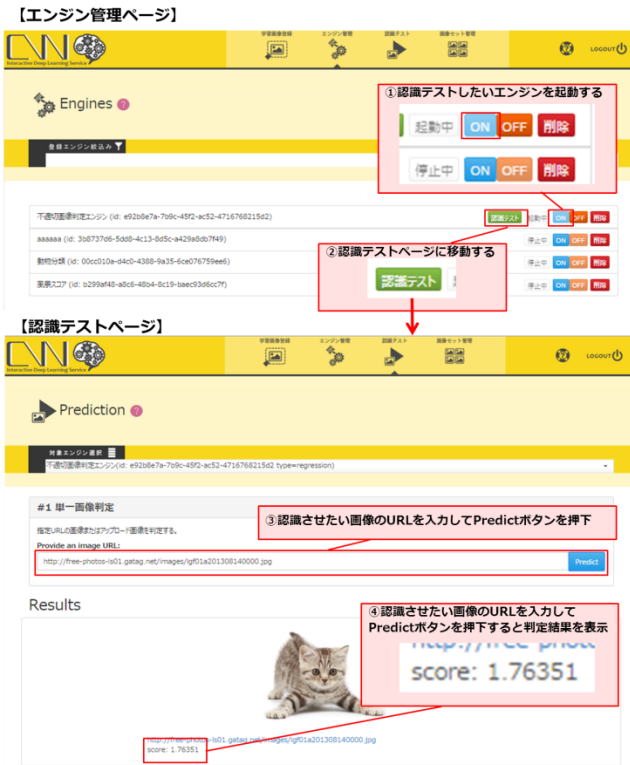 【エンジン管理ページ】
学習画像登録 エンジン管理 認識テスト 画像セット管理
Interactive Deep Learning Service
LOGOUT
Engines ?
①認識テストしたいエンジンを起動する
起動中 ON OFF 削除
停止中 ON OFF 削除
登録エンジン絞込み
不適切画像判定エンジン (id: e92b8e7a-7b9c-45f2-ac52-4716768215d2) 認識テスト 起動中 ON OFF 削除
aaaaaa (id: 3b8737d6-5dd8-4c13-8d5c-a429a8db7f49) 停止中 ON OFF 削除
動物分類 (id: 00cc010a-d4c0-4388-9a35-6ce076759ee6) 停止中 ON OFF 削除
風景スコア (id: b299af48-a8c6-48b4-8c19-baec93d6cc7f) 停止中 ON OFF 削除
②認識テストページに移動する
認識テスト
【認識テストページ】
学習画像登録 エンジン管理 認識テスト 画像セット管理
Interactive Deep Learning Service
LOGOUT
Prediction ?
対象エンジン選択
不適切画像判定エンジン(id: e92b8e7a-7b9c-45f2-ac52-4716768215d2 type=regression)
#1 単一画像判定
指定URLの画像またはアップロード画像を判定する。
③認識させたい画像のURLを入力してPredictボタンを押下
Provide an image URL:
http://free-photos-ls01.gatag.net/images/lgf01a201308140000.jpg Predict
Results
④認識させたい画像のURLを入力して
Predictボタンを押下すると判定結果を表示
score: 1.76351
http://free-photos-ls01.gatag.net/images/lgf01a201308140000.jpg
score: 1.76351